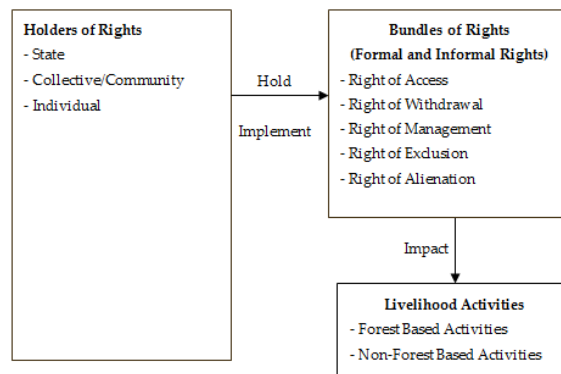 Holders of Rights
- State
- Collective/Community
- Individual
Hold
Implement
Bundles of Rights
(Formal and Informal Rights)
- Right of Access
- Right of Withdrawal
- Right of Management
- Right of Exclusion
- Right of Alienation
Impact
Livelihood Activities
- Forest Based Activities
- Non-Forest Based Activities